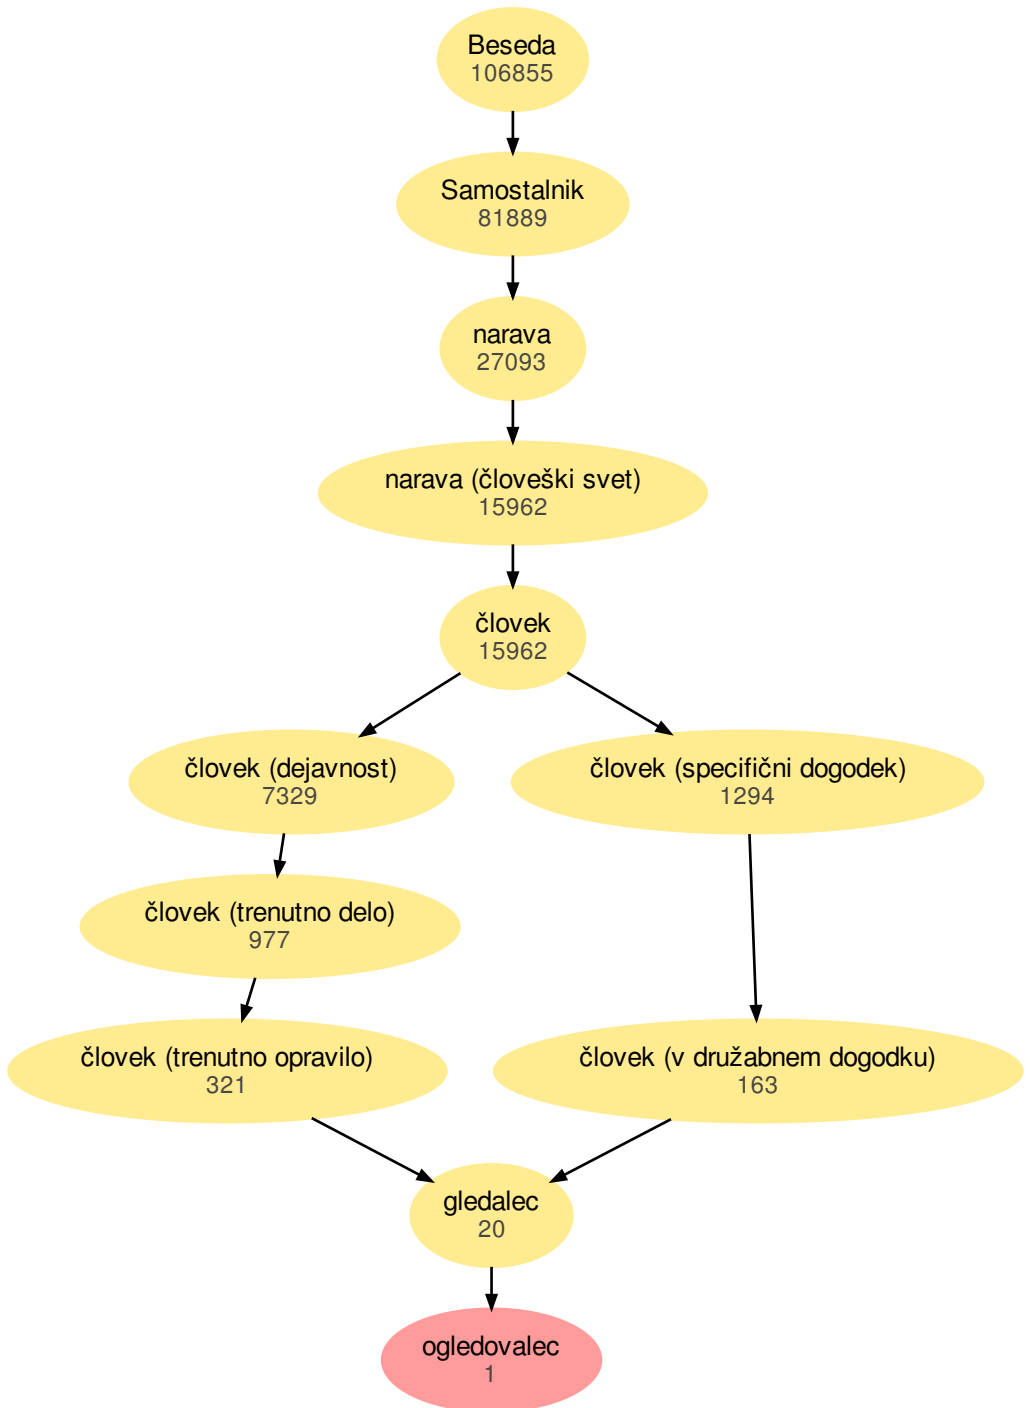 Beseda
106855
Samostalnik
81889
narava
27093
narava (človeški svet)
15962
človek
15962
človek (dejavnost)
7329
človek (specifični dogodek)
1294
človek (trenutno delo)
977
človek (trenutno opravilo)
321
človek (v družabnem dogodku)
163
gledalec
20
ogledovalec
1